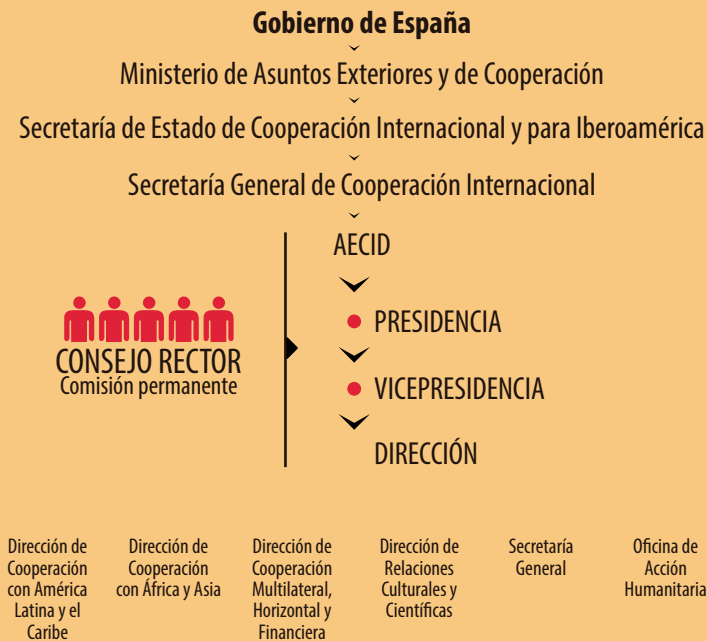 Gobierno de España
Ministerio de Asuntos Exteriores y de Cooperación
Secretaría de Estado de Cooperación Internacional y para Iberoamérica
Secretaría General de Cooperación Internacional
AECID
PRESIDENCIA
VICEPRESIDENCIA
DIRECCIÓN
CONSEJO RECTOR
Comisión permanente
Dirección de
Cooperación
con América
Latina y el
Caribe
Dirección de
Cooperación
con África y Asia
Dirección de
Cooperación
Multilateral,
Horizontal y
Financiera
Dirección de
Relaciones
Culturales y
Científicas
Secretaría
General
Oficina de
Acción
Humanitaria